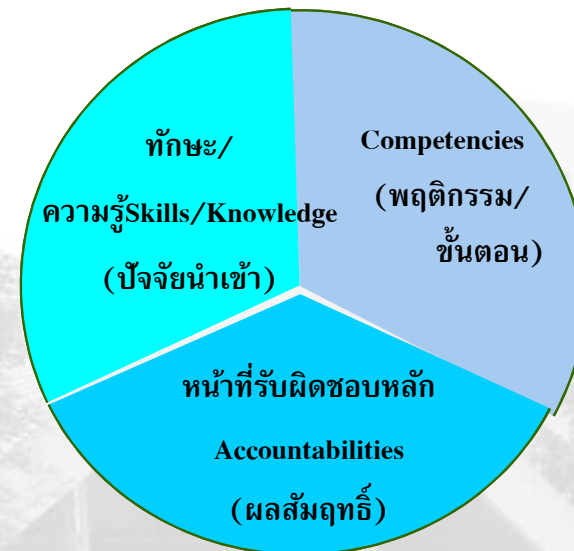 ทักษะ/
ความรู้Skills/Knowledge
(ปัจจัยนำเข้า)
Competencies
(พฤติกรรม/
ขั้นตอน)
หน้าที่รับผิดชอบหลัก
Accountabilities
(ผลสัมฤทธิ์)